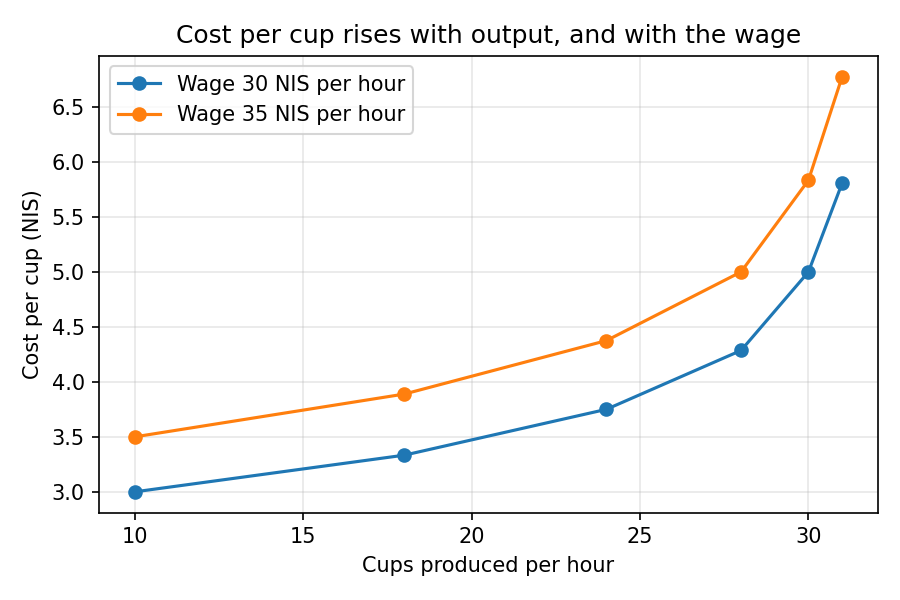 Cost per cup rises with output, and with the wage
Wage 30 NIS per hour
Wage 35 NIS per hour
Cost per cup (NIS)
6.5
6.0
5.5
5.0
4.5
4.0
3.5
3.0
10 15 20 25 30
Cups produced per hour